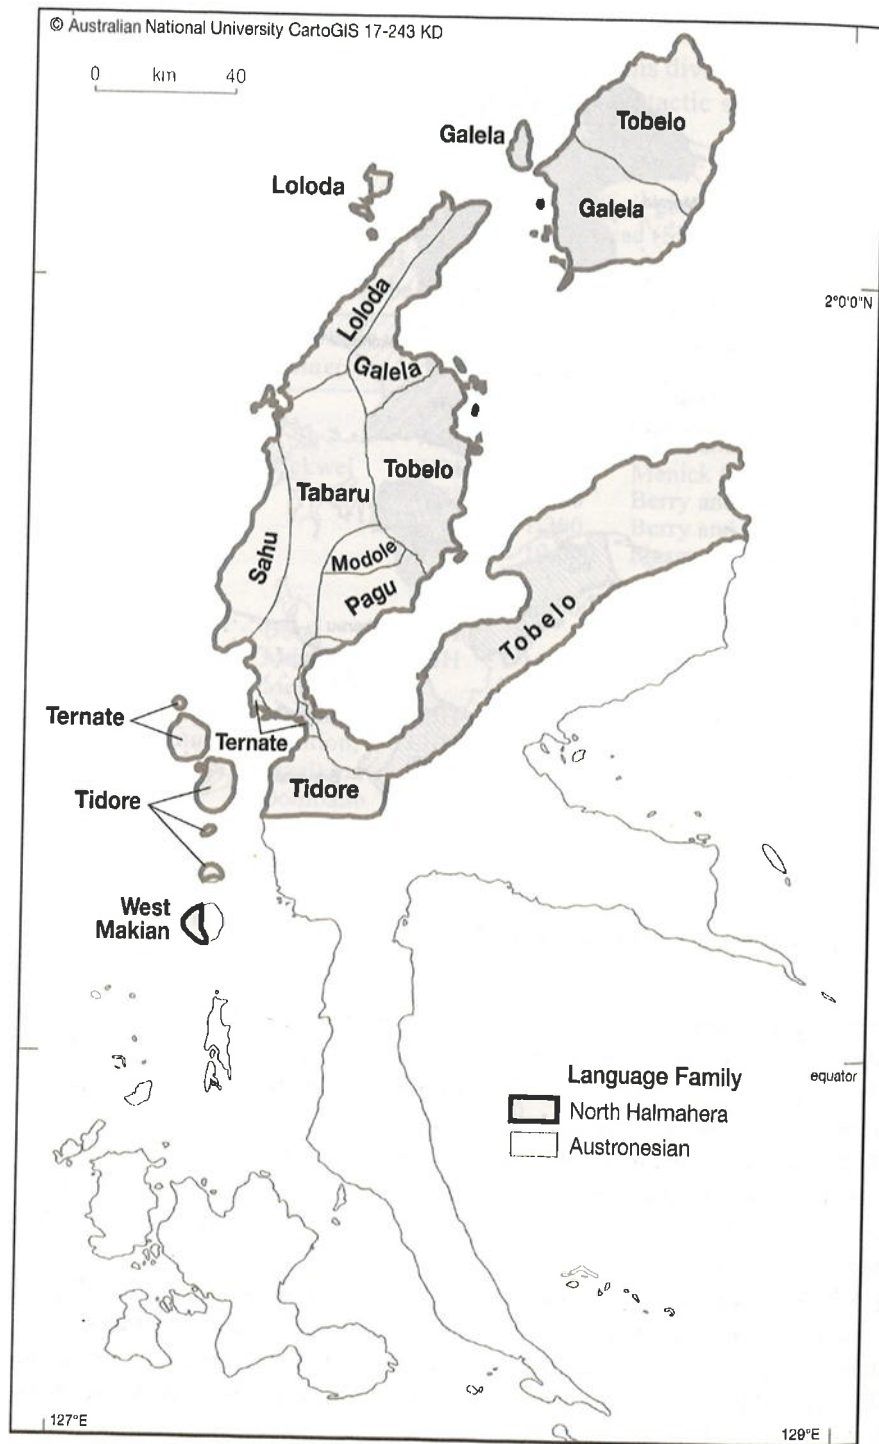 © Australian National University CartoGIS 17-243 KD
0 km 40
Tobelo
Galela
Loloda
Galela
Loloda
2°0'0"N
Galela
Tobelo
Tabaru
Sahu
Modole
Pagu
Tobelo
Ternate
Ternate
Tidore
Tidore
West
Makian
Language Family
equator
North Halmahera
Austronesian
127°E
129°E